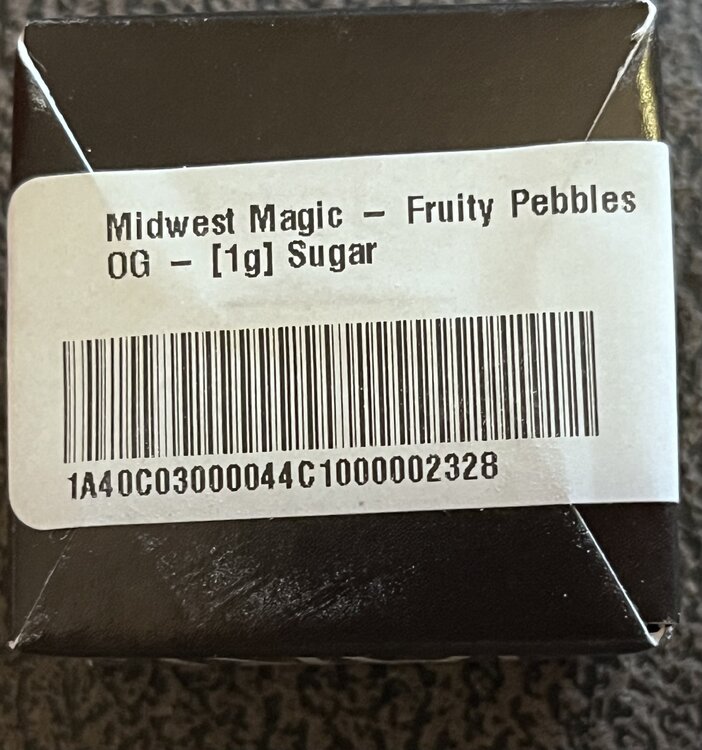 Midwest Magic – Fruity Pebbles
OG – [1g] Sugar
1A40C03000044C1000002328